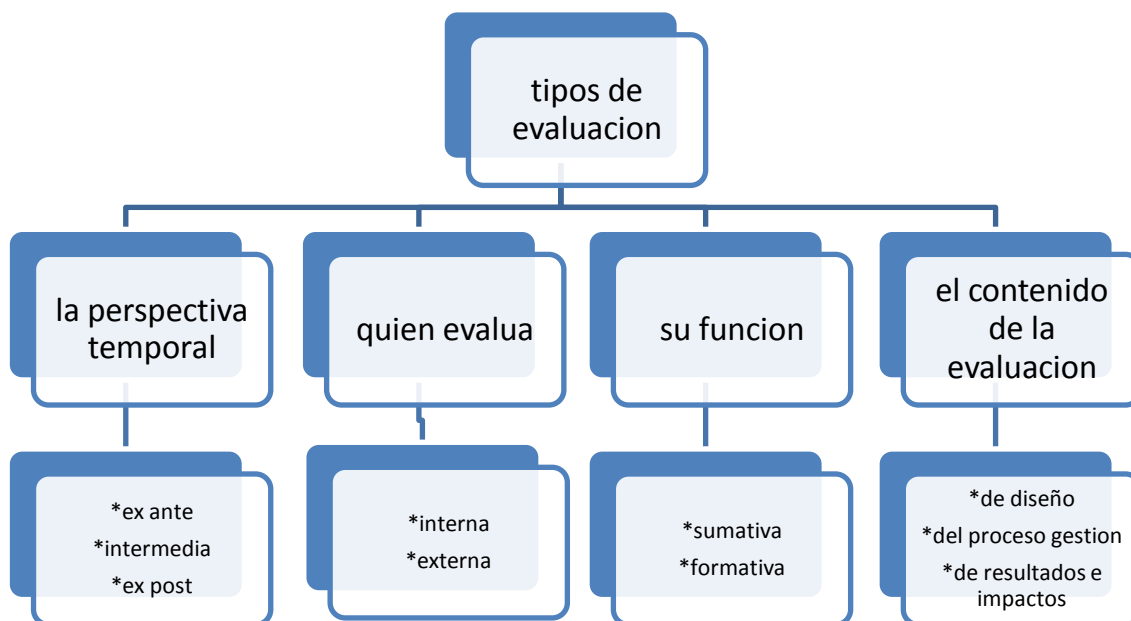 tipos de
evaluacion
la perspectiva
temporal
quien evalua
su funcion
el contenido
de la
evaluacion
*ex ante
*intermedia
*ex post
*interna
*externa
*sumativa
*formativa
*de diseño
*del proceso gestion
*de resultados e
impactos